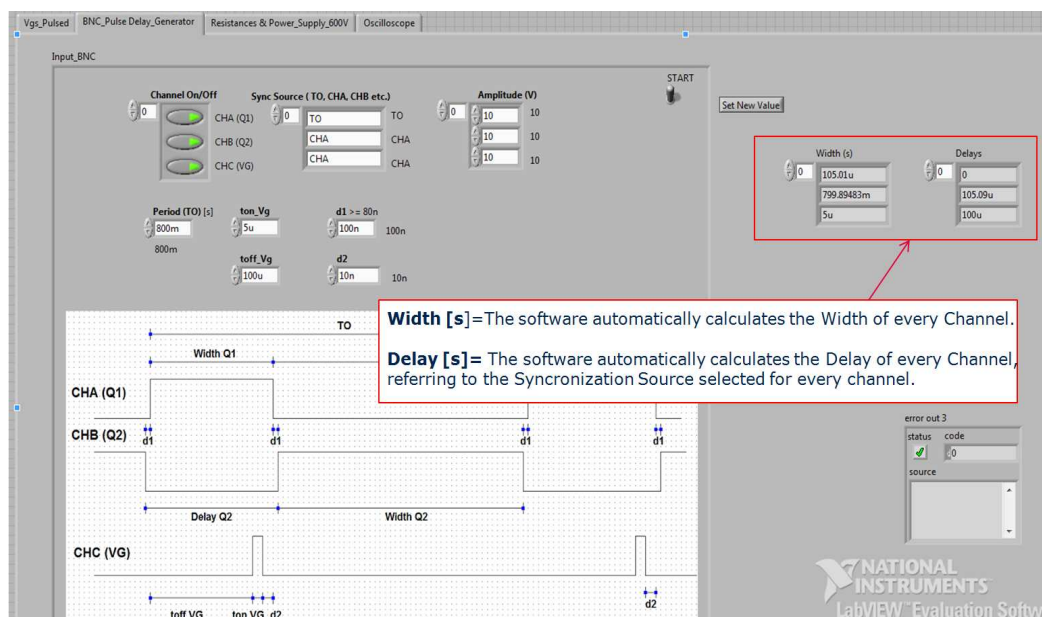 Vgs_Pulsed BNC_Pulse Delay_Generator Resistances & Power_Supply_600V Oscilloscope
Input_BNC
START
Channel On/Off Sync Source ( TO, CHA, CHB etc.) Amplitude (V)
0 CHA (Q1) 0 TO TO 0 10 10
CHB (Q2) CHA CHA 10 10
CHC (VG) CHA CHA 10 10
Set New Value
Width (s) Delays
0 105.01u 0 0
799.89483m 105.09u
5u 100u
Period (TO) [s] ton_Vg d1 >= 80n
800m 5u 100n 100n
800m
toff_Vg d2
100u 10n 10n
Width [s]=The software automatically calculates the Width of every Channel.
Delay [s]= The software automatically calculates the Delay of every Channel,
referring to the Syncronization Source selected for every channel.
TO
Width Q1
CHA (Q1)
CHB (Q2)
d1 d1 d1 d1
Delay Q2 Width Q2
CHC (VG)
toff VG ton VG d2
d2
error out 3
status code
0
source
NATIONAL
INSTRUMENTS
LabVIEW™ Evaluation Softw